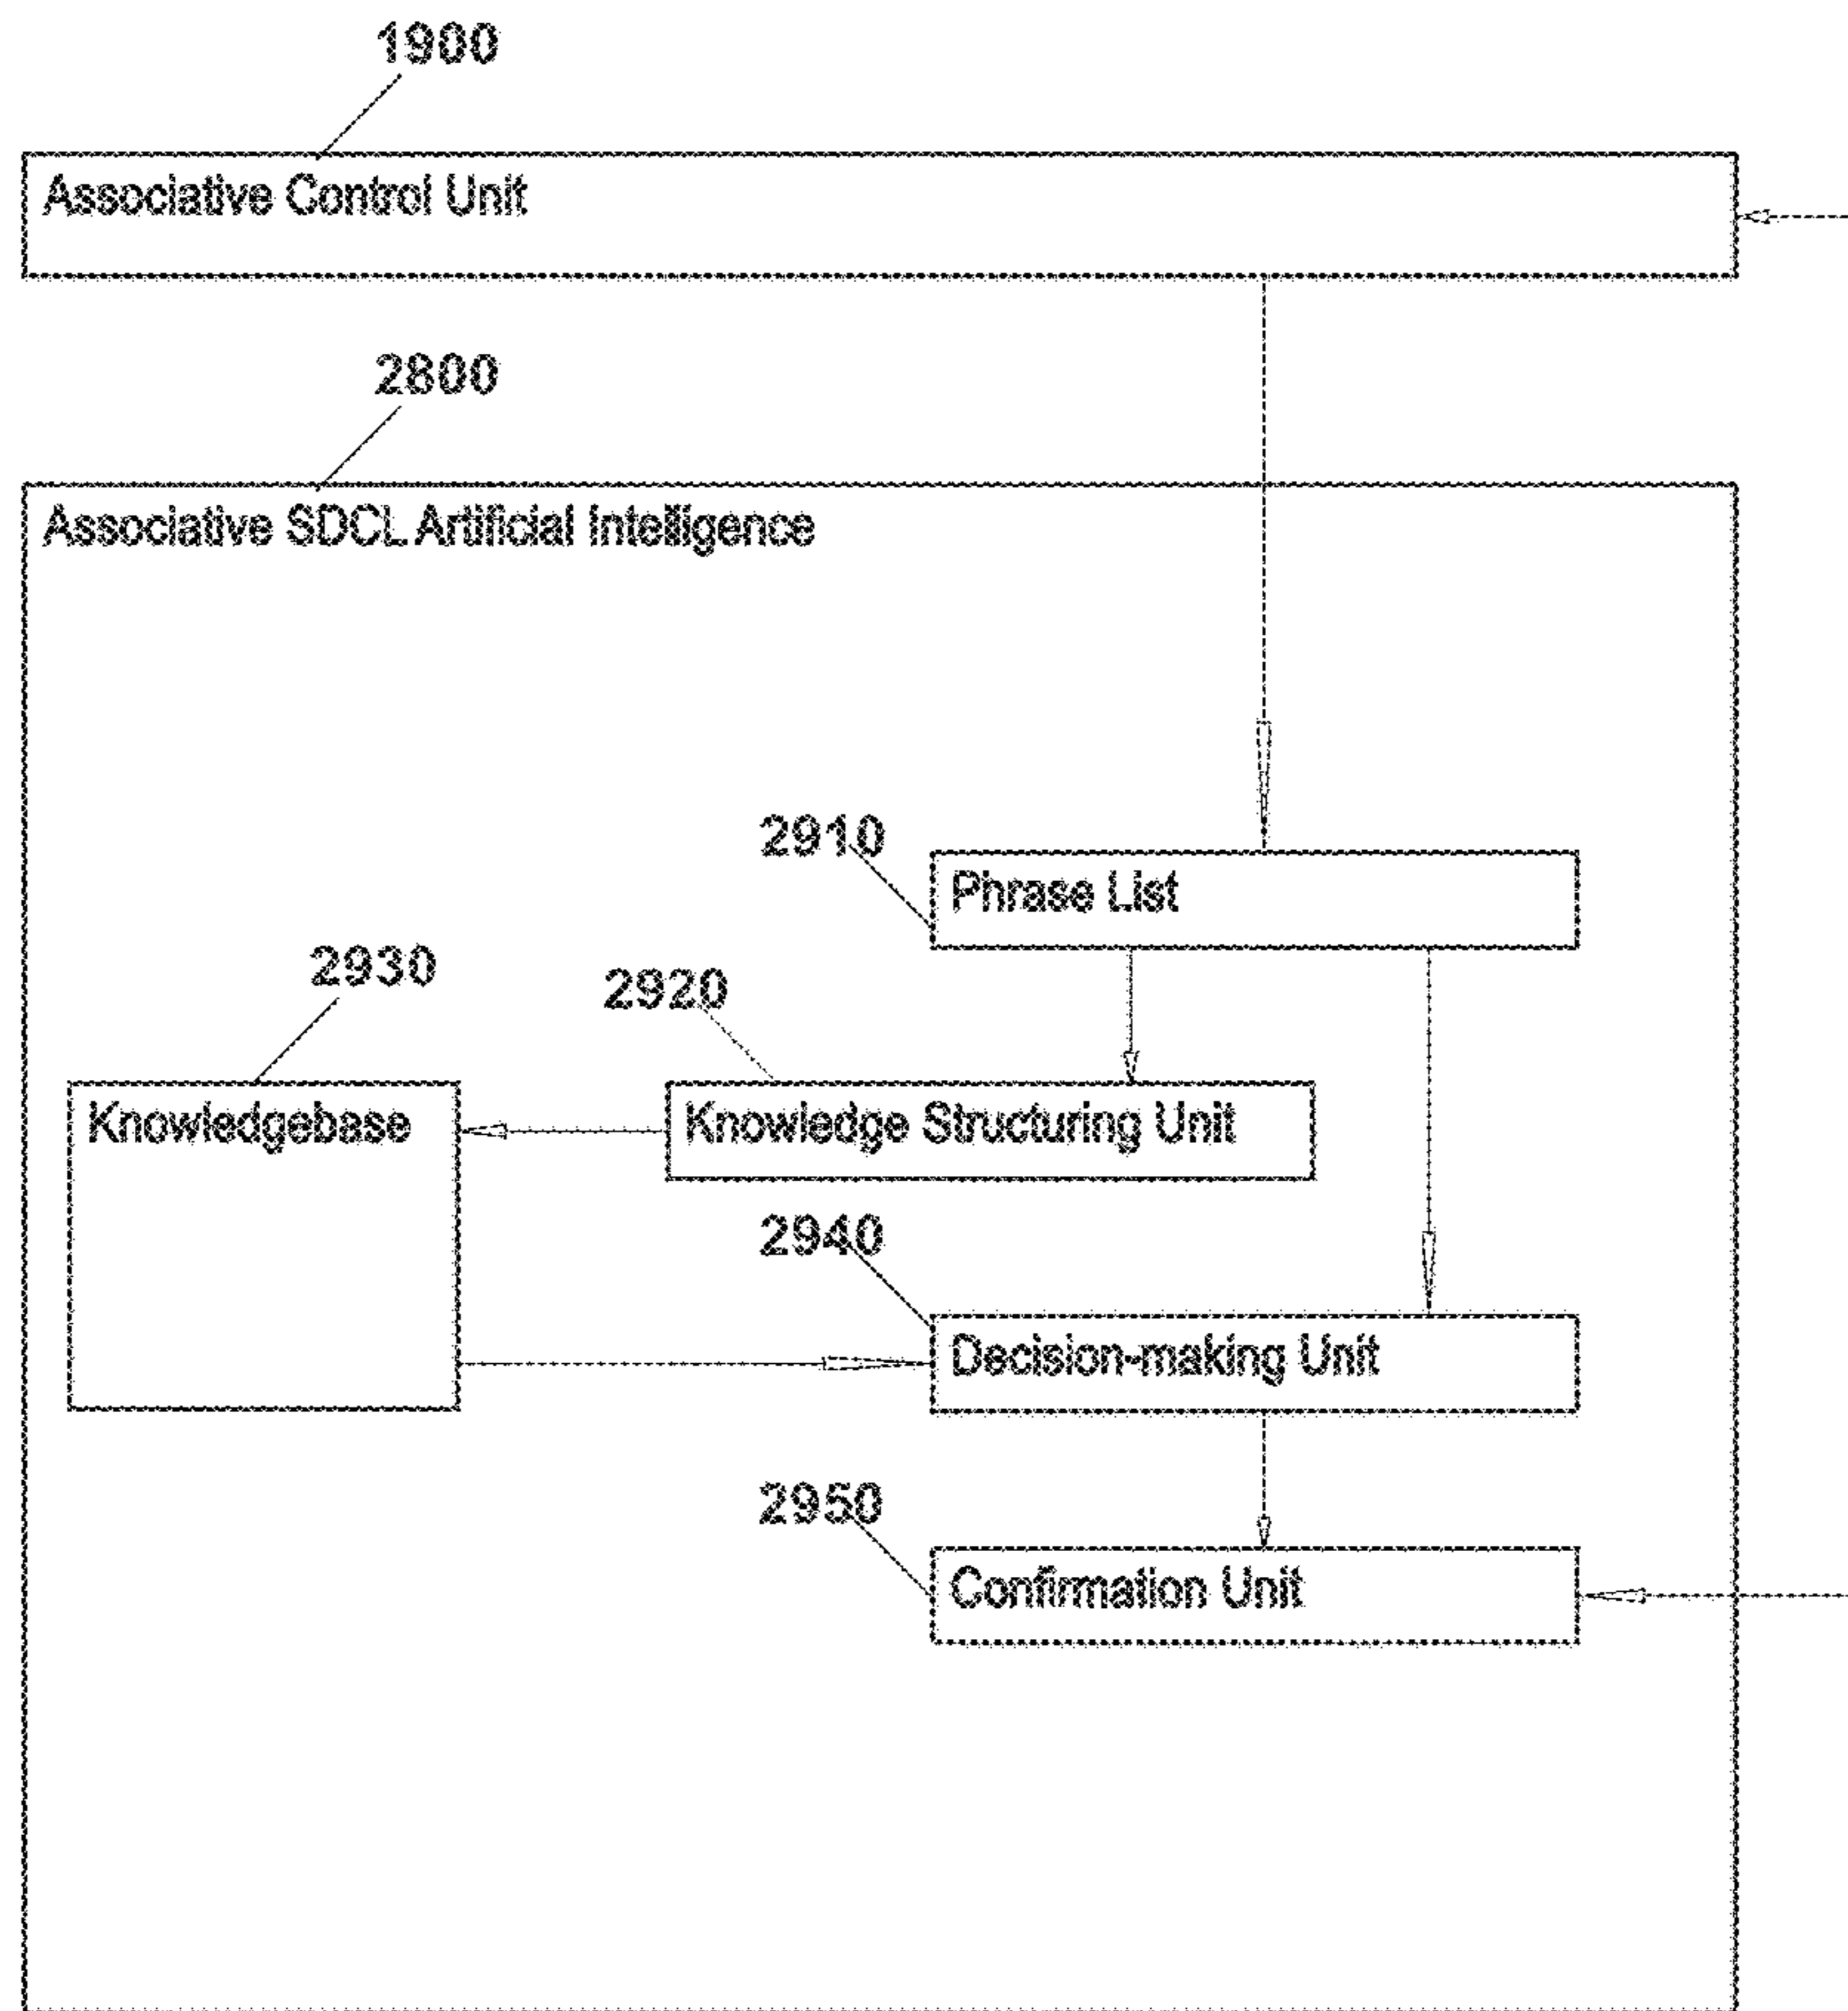 1900
Associative Control Unit
2800
Associative SDCL Artificial Intelligence
2910
Phrase List
2930
2920
Knowledgebase
Knowledge Structuring Unit
2940
Decision-making Unit
2950
Confirmation Unit